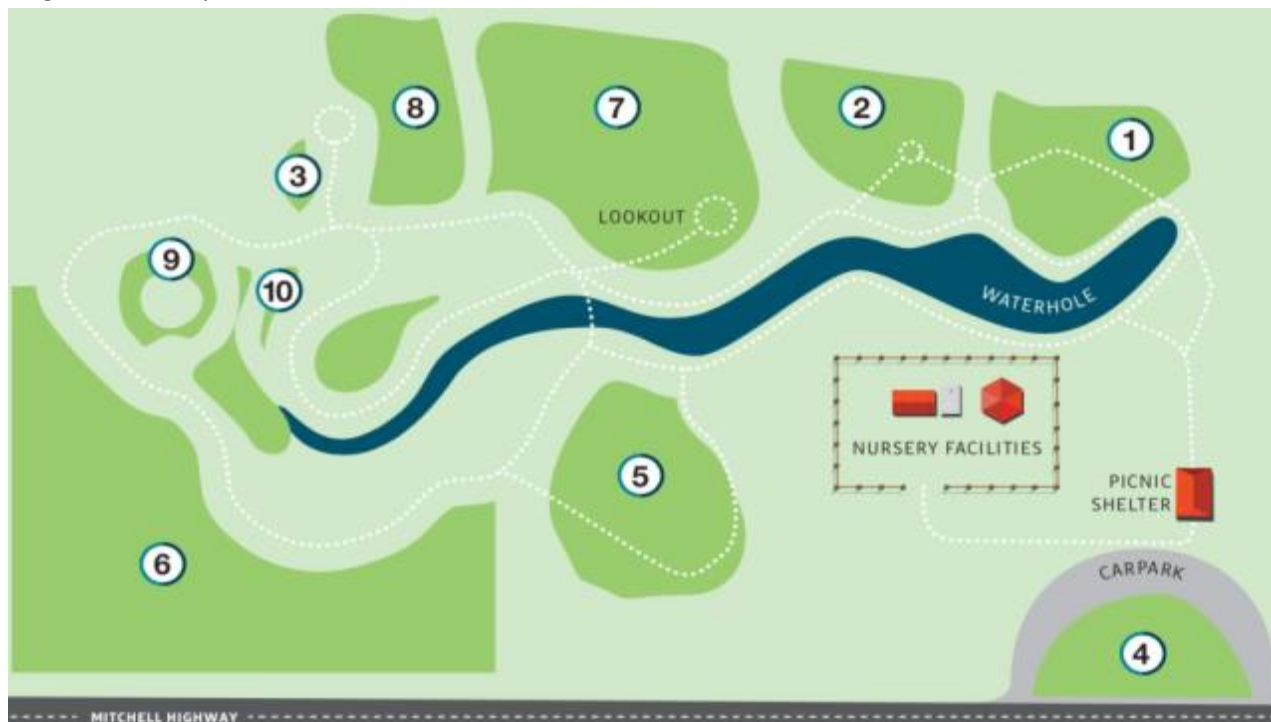 8
7
2
1
3
LOOKOUT
9
10
WATERHOLE
NURSERY FACILITIES
5
PICNIC
SHELTER
6
CARPARK
4
MITCHELL HIGHWAY